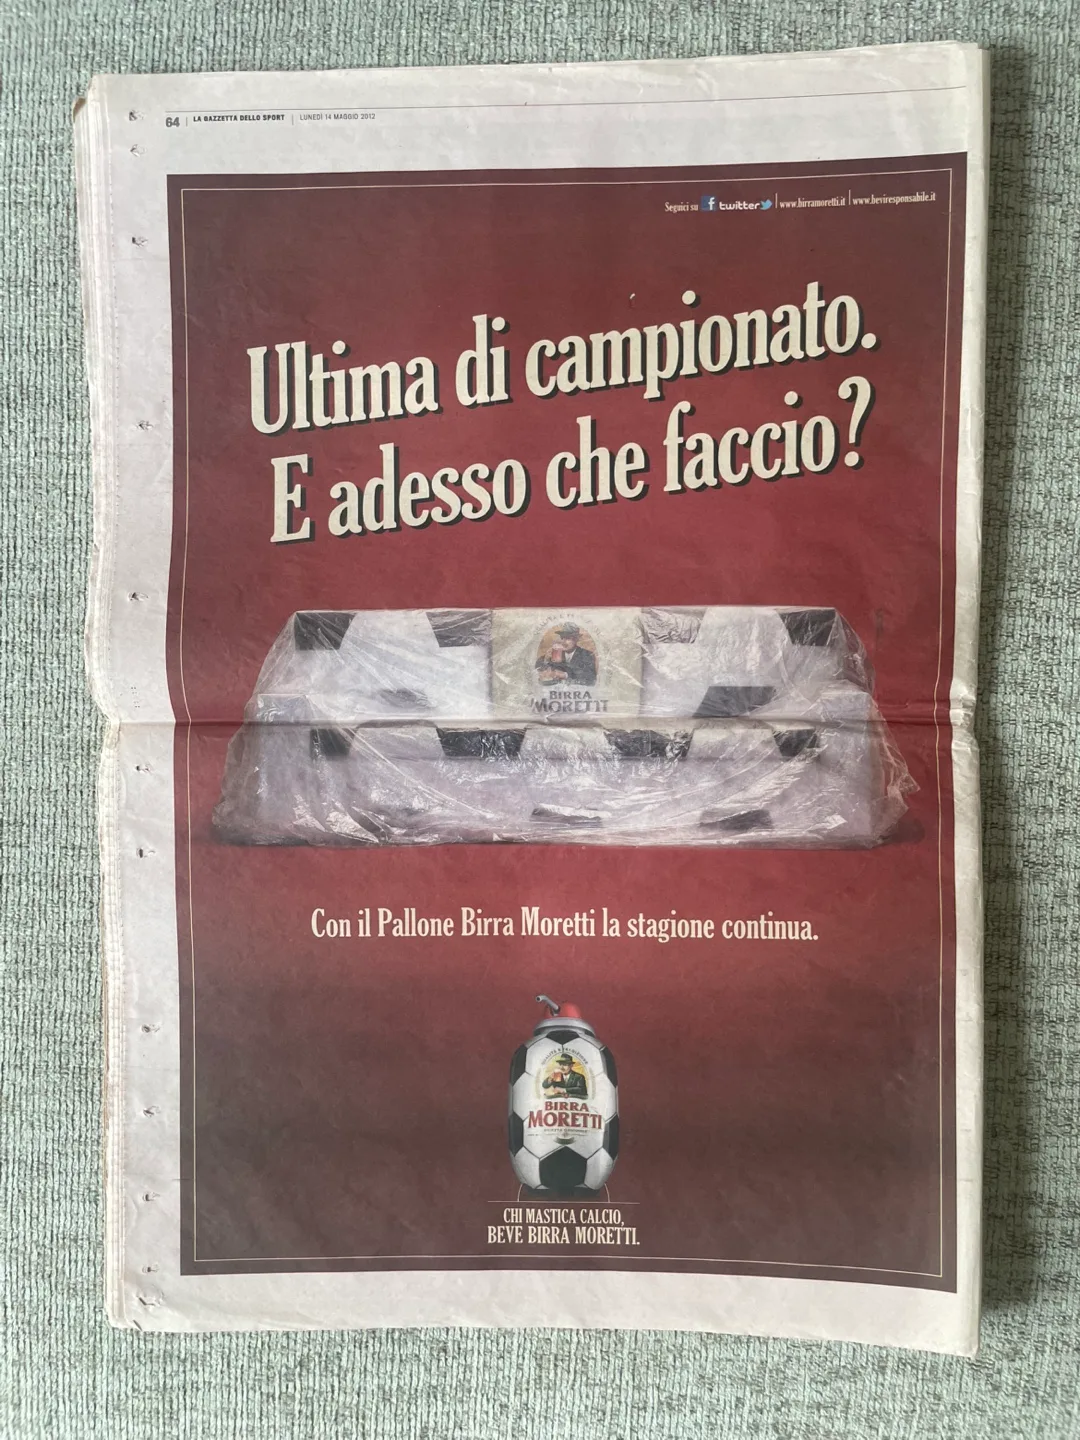 64 | LA GAZZETTA DELLO SPORT | LUNEDÌ 14 MAGGIO 2012
Seguici su f twitter | www.birramoretti.it | www.beviresponsabile.it
Ultima di campionato.
E adesso che faccio?
BIRRA
MORETTI
Con il Pallone Birra Moretti la stagione continua.
BIRRA
MORETTI
CHI MASTICA CALCIO,
BEVE BIRRA MORETTI.